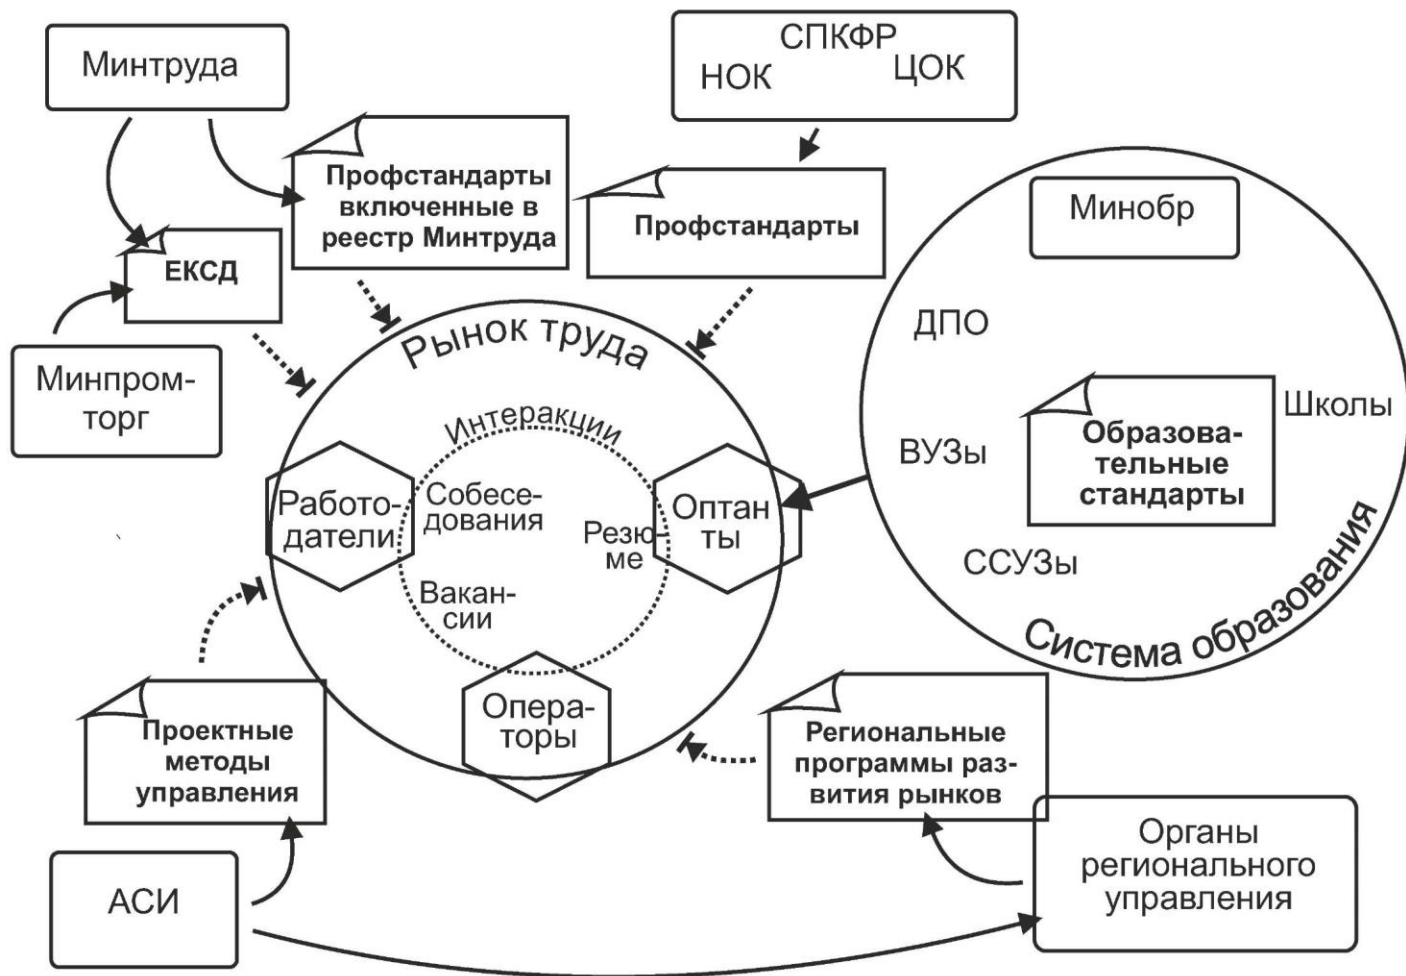 Минтруда
СПКФР
НОК
ЦОК
Профстандарты
включенные в
реестр Минтруда
Профстандарты
Минобр
ЕКСД
ДПО
Рынок труда
Минпром-
торг
Школы
Интеракции
Образова-
тельные
стандарты
ВУЗы
Работо-
датели
Собесе-
дования
Резю-
ме
Оптан
ты
ССУЗы
Вакан-
сии
Система образования
Опера-
торы
Проектные
методы
управления
Региональные
программы раз-
вития рынков
АСИ
Органы
регионального
управления